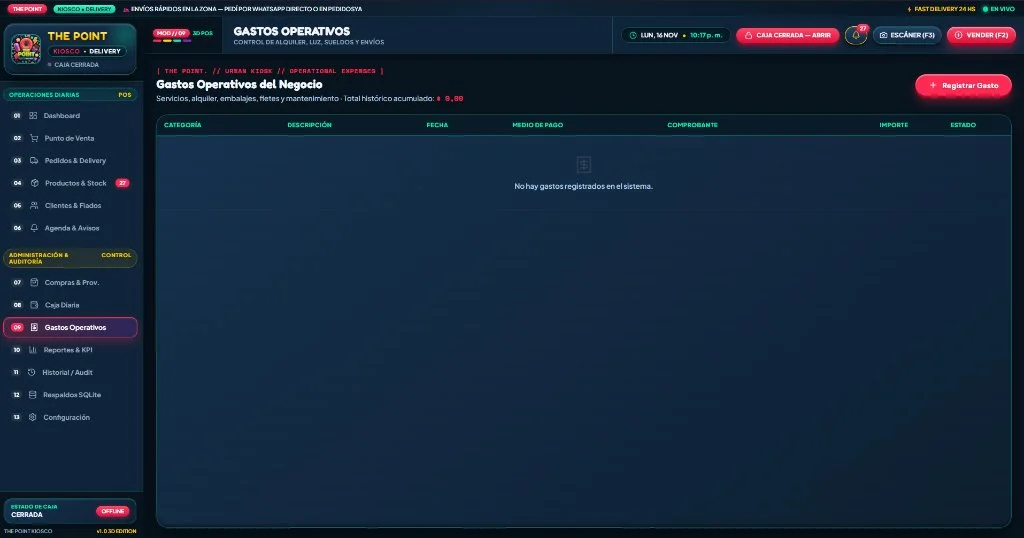 THE POINT
KIOSCO + DELIVERY
ENVÍOS RÁPIDOS EN LA ZONA — PEDÍ POR WHATSAPP DIRECTO O EN PEDIDOSYA
FAST DELIVERY 24 HS
EN VIVO
THE POINT
KIOSCO • DELIVERY
CAJA CERRADA
MOD // 09
3D POS
GASTOS OPERATIVOS
CONTROL DE ALQUILER, LUZ, SUELDOS Y ENVÍOS
LUN, 16 NOV • 10:17 p. m.
CAJA CERRADA — ABRIR
27
ESCÁNER (F3)
VENDER (F2)
OPERACIONES DIARIAS POS
01 Dashboard
02 Punto de Venta
03 Pedidos & Delivery
04 Productos & Stock 27
05 Clientes & Fiados
06 Agenda & Avisos
ADMINISTRACIÓN & AUDITORÍA CONTROL
07 Compras & Prov.
08 Caja Diaria
09 Gastos Operativos
10 Reportes & KPI
11 Historial / Audit
12 Respaldos SQLite
13 Configuración
ESTADO DE CAJA
CERRADA
OFFLINE
THE POINT KIOSCO v1.0 3D EDITION
[ THE POINT. // URBAN KIOSK // OPERATIONAL EXPENSES ]
Gastos Operativos del Negocio
Servicios, alquiler, embalajes, fletes y mantenimiento · Total histórico acumulado: $ 0,00
Registrar Gasto
CATEGORÍA DESCRIPCIÓN FECHA MEDIO DE PAGO COMPROBANTE IMPORTE ESTADO
No hay gastos registrados en el sistema.